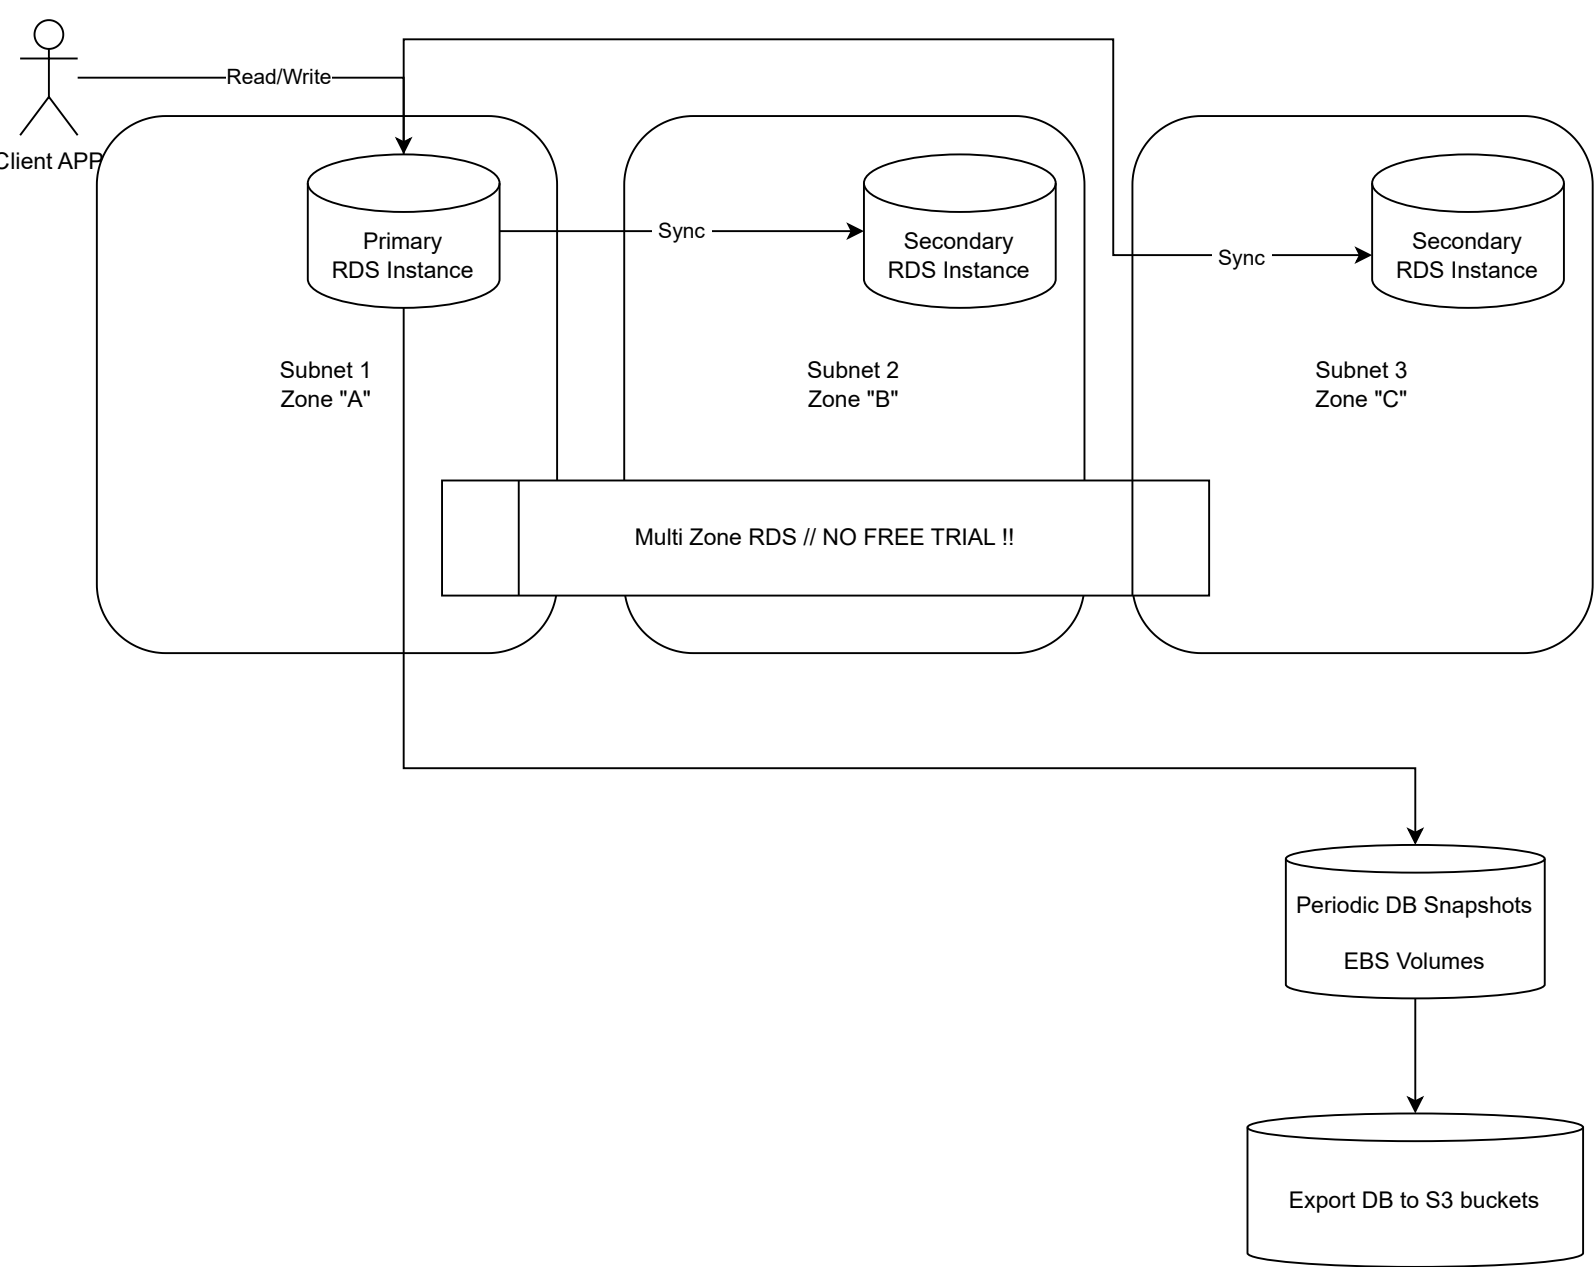 Read/Write
Client APP
Primary
RDS Instance
Sync
Secondary
RDS Instance
Sync
Secondary
RDS Instance
Subnet 1
Zone "A"
Subnet 2
Zone "B"
Subnet 3
Zone "C"
Multi Zone RDS // NO FREE TRIAL !!
Periodic DB Snapshots
EBS Volumes
Export DB to S3 buckets